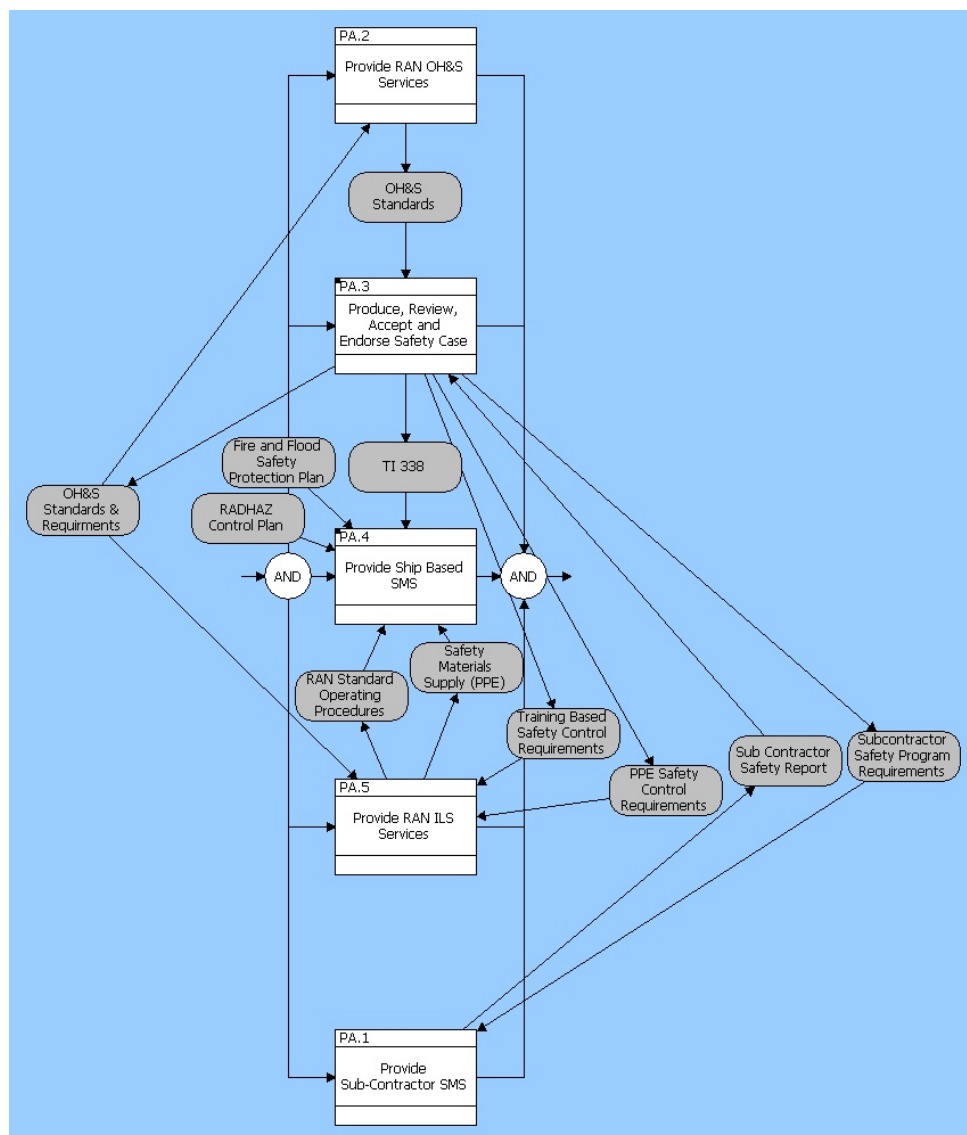 PA.2
Provide RAN OH&S
Services
OH&S
Standards
PA.3
Produce, Review,
Accept and
Endorse Safety Case
Fire and Flood
Safety
Protection Plan
TI 338
OH&S
Standards &
Requirments
RADHAZ
Control Plan
PA.4
Provide Ship Based
SMS
AND
AND
RAN Standard
Operating
Procedures
Safety
Materials
Supply (PPE)
Training Based
Safety Control
Requirements
PPE Safety
Control
Requirements
Sub Contractor
Safety Report
Subcontractor
Safety Program
Requirements
PA.5
Provide RAN ILS
Services
PA.1
Provide
Sub-Contractor SMS